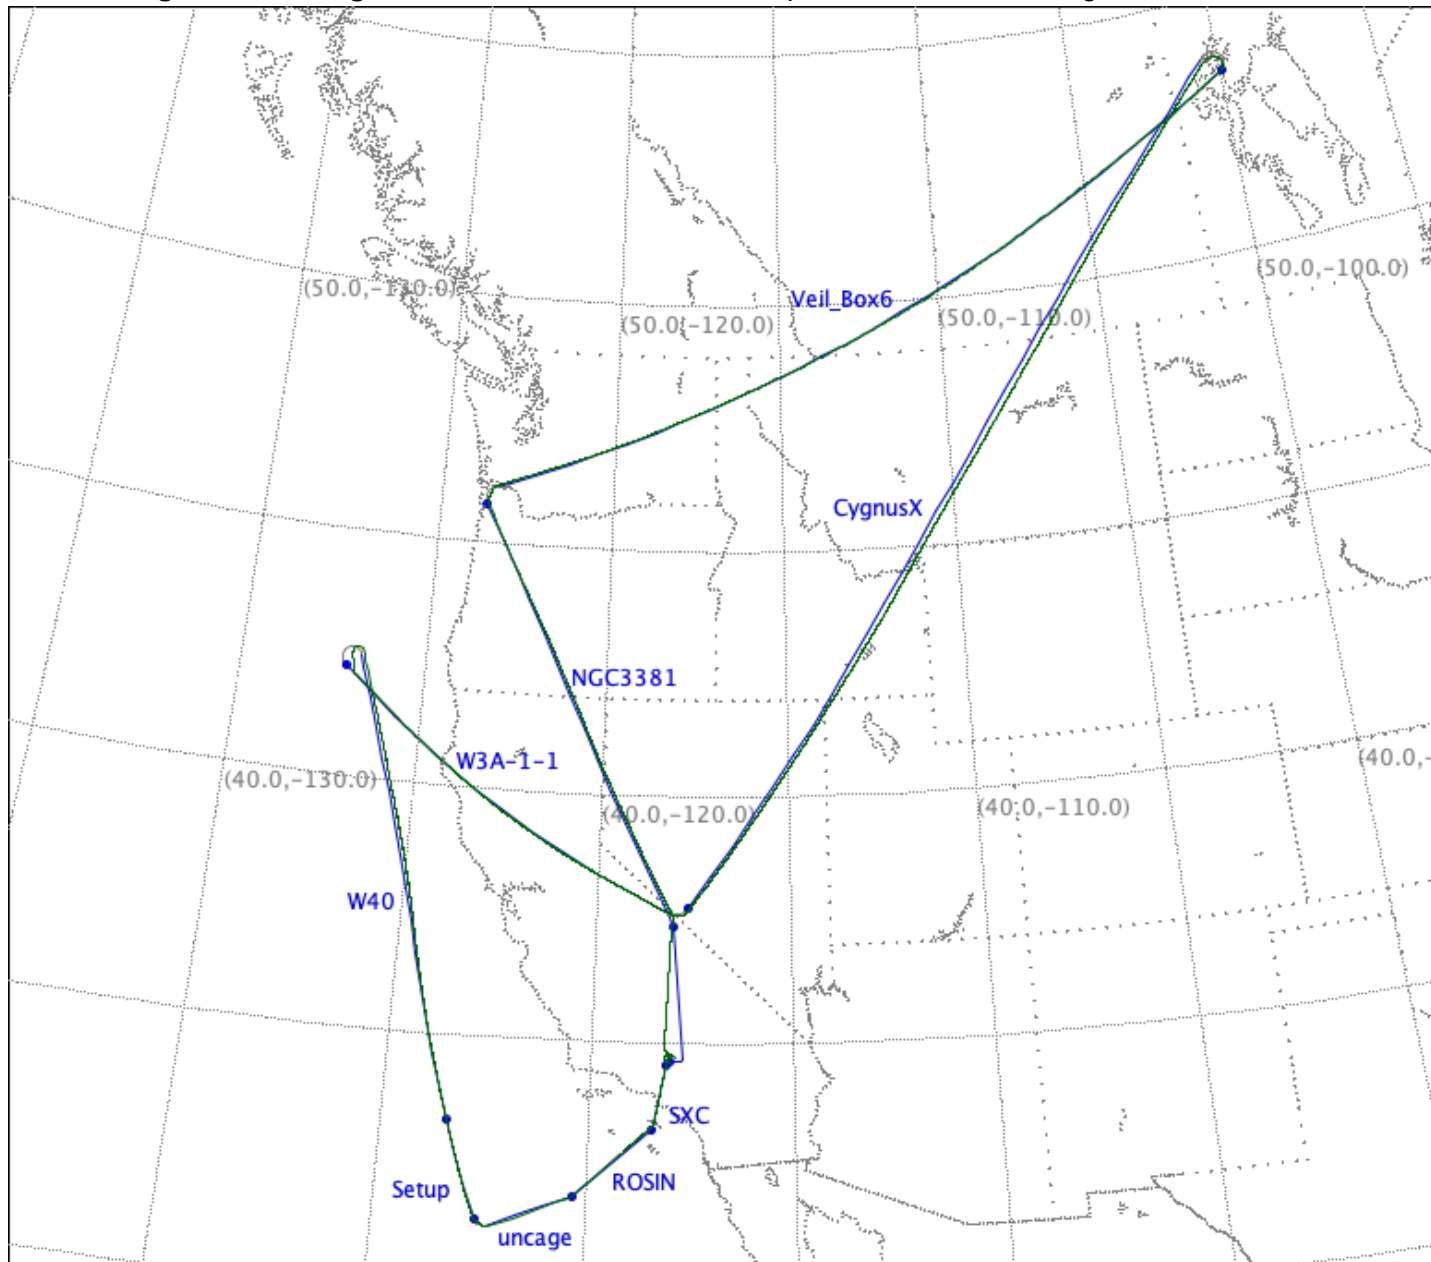 (50.0,-100.0)
(50.0,-130.0)
Veil_Box6
(50.0,-120.0)
(50.0,-110.0)
CygnusX
NGC3381
W3A-1-1
(40.0,-130.0)
(40.0,-
(40.0,-120.0)
(40.0,-110.0)
W40
SXC
ROSIN
Setup
uncage